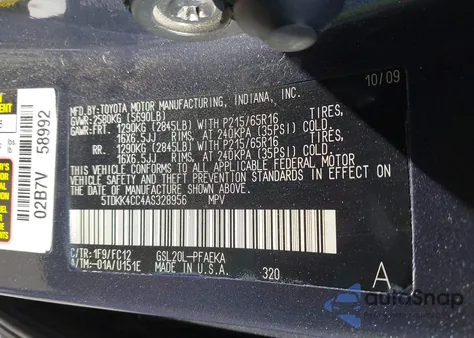 10/09
MFD. BY: TOYOTA MOTOR MANUFACTURING, INDIANA, INC.
GVWR: 2580KG (5690LB)
GAWR: FRT. 1290KG (2845LB) WITH P215/65R16 TIRES,
16X6.5JJ RIMS, AT 240KPA (35PSI) COLD.
RR. 1290KG (2845LB) WITH P215/65R16 TIRES,
16X6.5JJ RIMS, AT 240KPA (35PSI) COLD.
THIS VEHICLE CONFORMS TO ALL APPLICABLE FEDERAL MOTOR
VEHICLE SAFETY AND THEFT PREVENTION STANDARDS IN EFFECT
ON THE DATE OF MANUFACTURE SHOWN ABOVE.
5TDKK4CC4AS328956 MPV
C/TR: 1F9/FC12 GSL20L-PFAEKA
A/TM: -01A/U151E MADE IN U.S.A. 320
A
02B7V 58992
AutoSnap